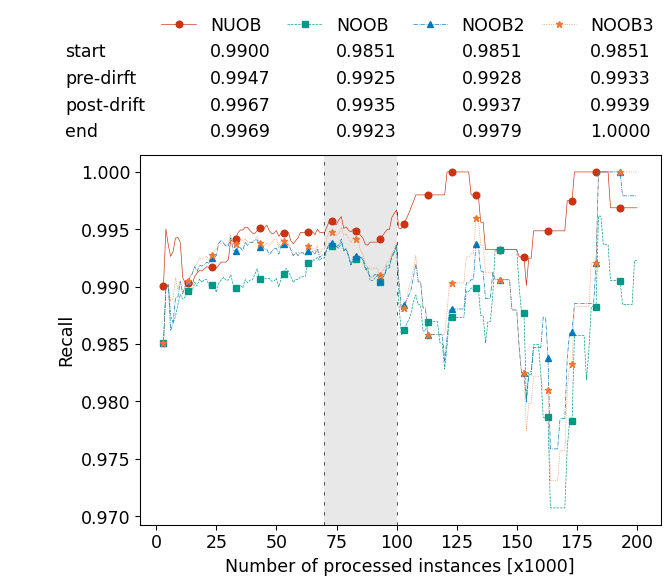 NUOB NOOB NOOB2 NOOB3
start 0.9900 0.9851 0.9851 0.9851
pre-dirft 0.9947 0.9925 0.9928 0.9933
post-drift 0.9967 0.9935 0.9937 0.9939
end 0.9969 0.9923 0.9979 1.0000
1.000
0.995
0.990
0.985
0.980
0.975
0.970
Recall
0 25 50 75 100 125 150 175 200
Number of processed instances [x1000]